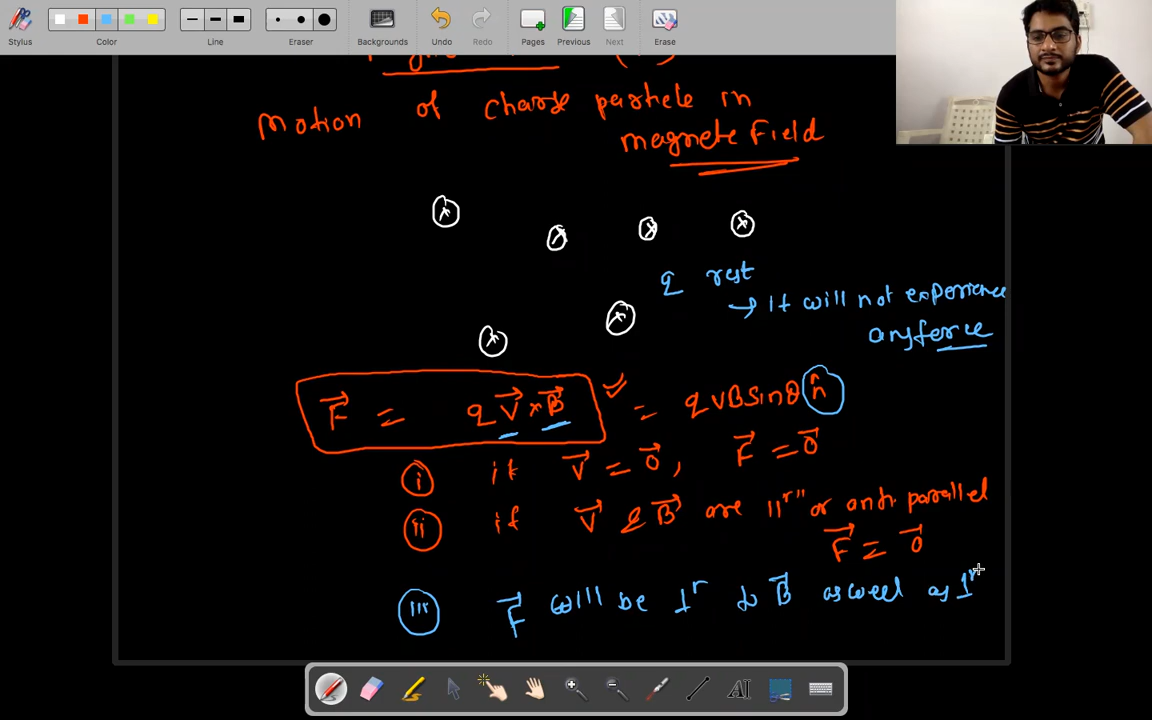 Stylus Color Line Eraser Backgrounds Undo Redo Pages Previous Next Erase
motion of charge particle in
magnetic Field
q rest
→ It will not experience
any force
F⃗ = q V⃗ × B⃗ = qVBSinθ n̂
(i) if V⃗ = 0⃗, F⃗ = 0⃗
(ii) if V⃗ & B⃗ are ||ʳ" or anti parallel
F⃗ = 0⃗
(iii) F⃗ will be ⊥ʳ to B⃗ as well as ⊥ʳ